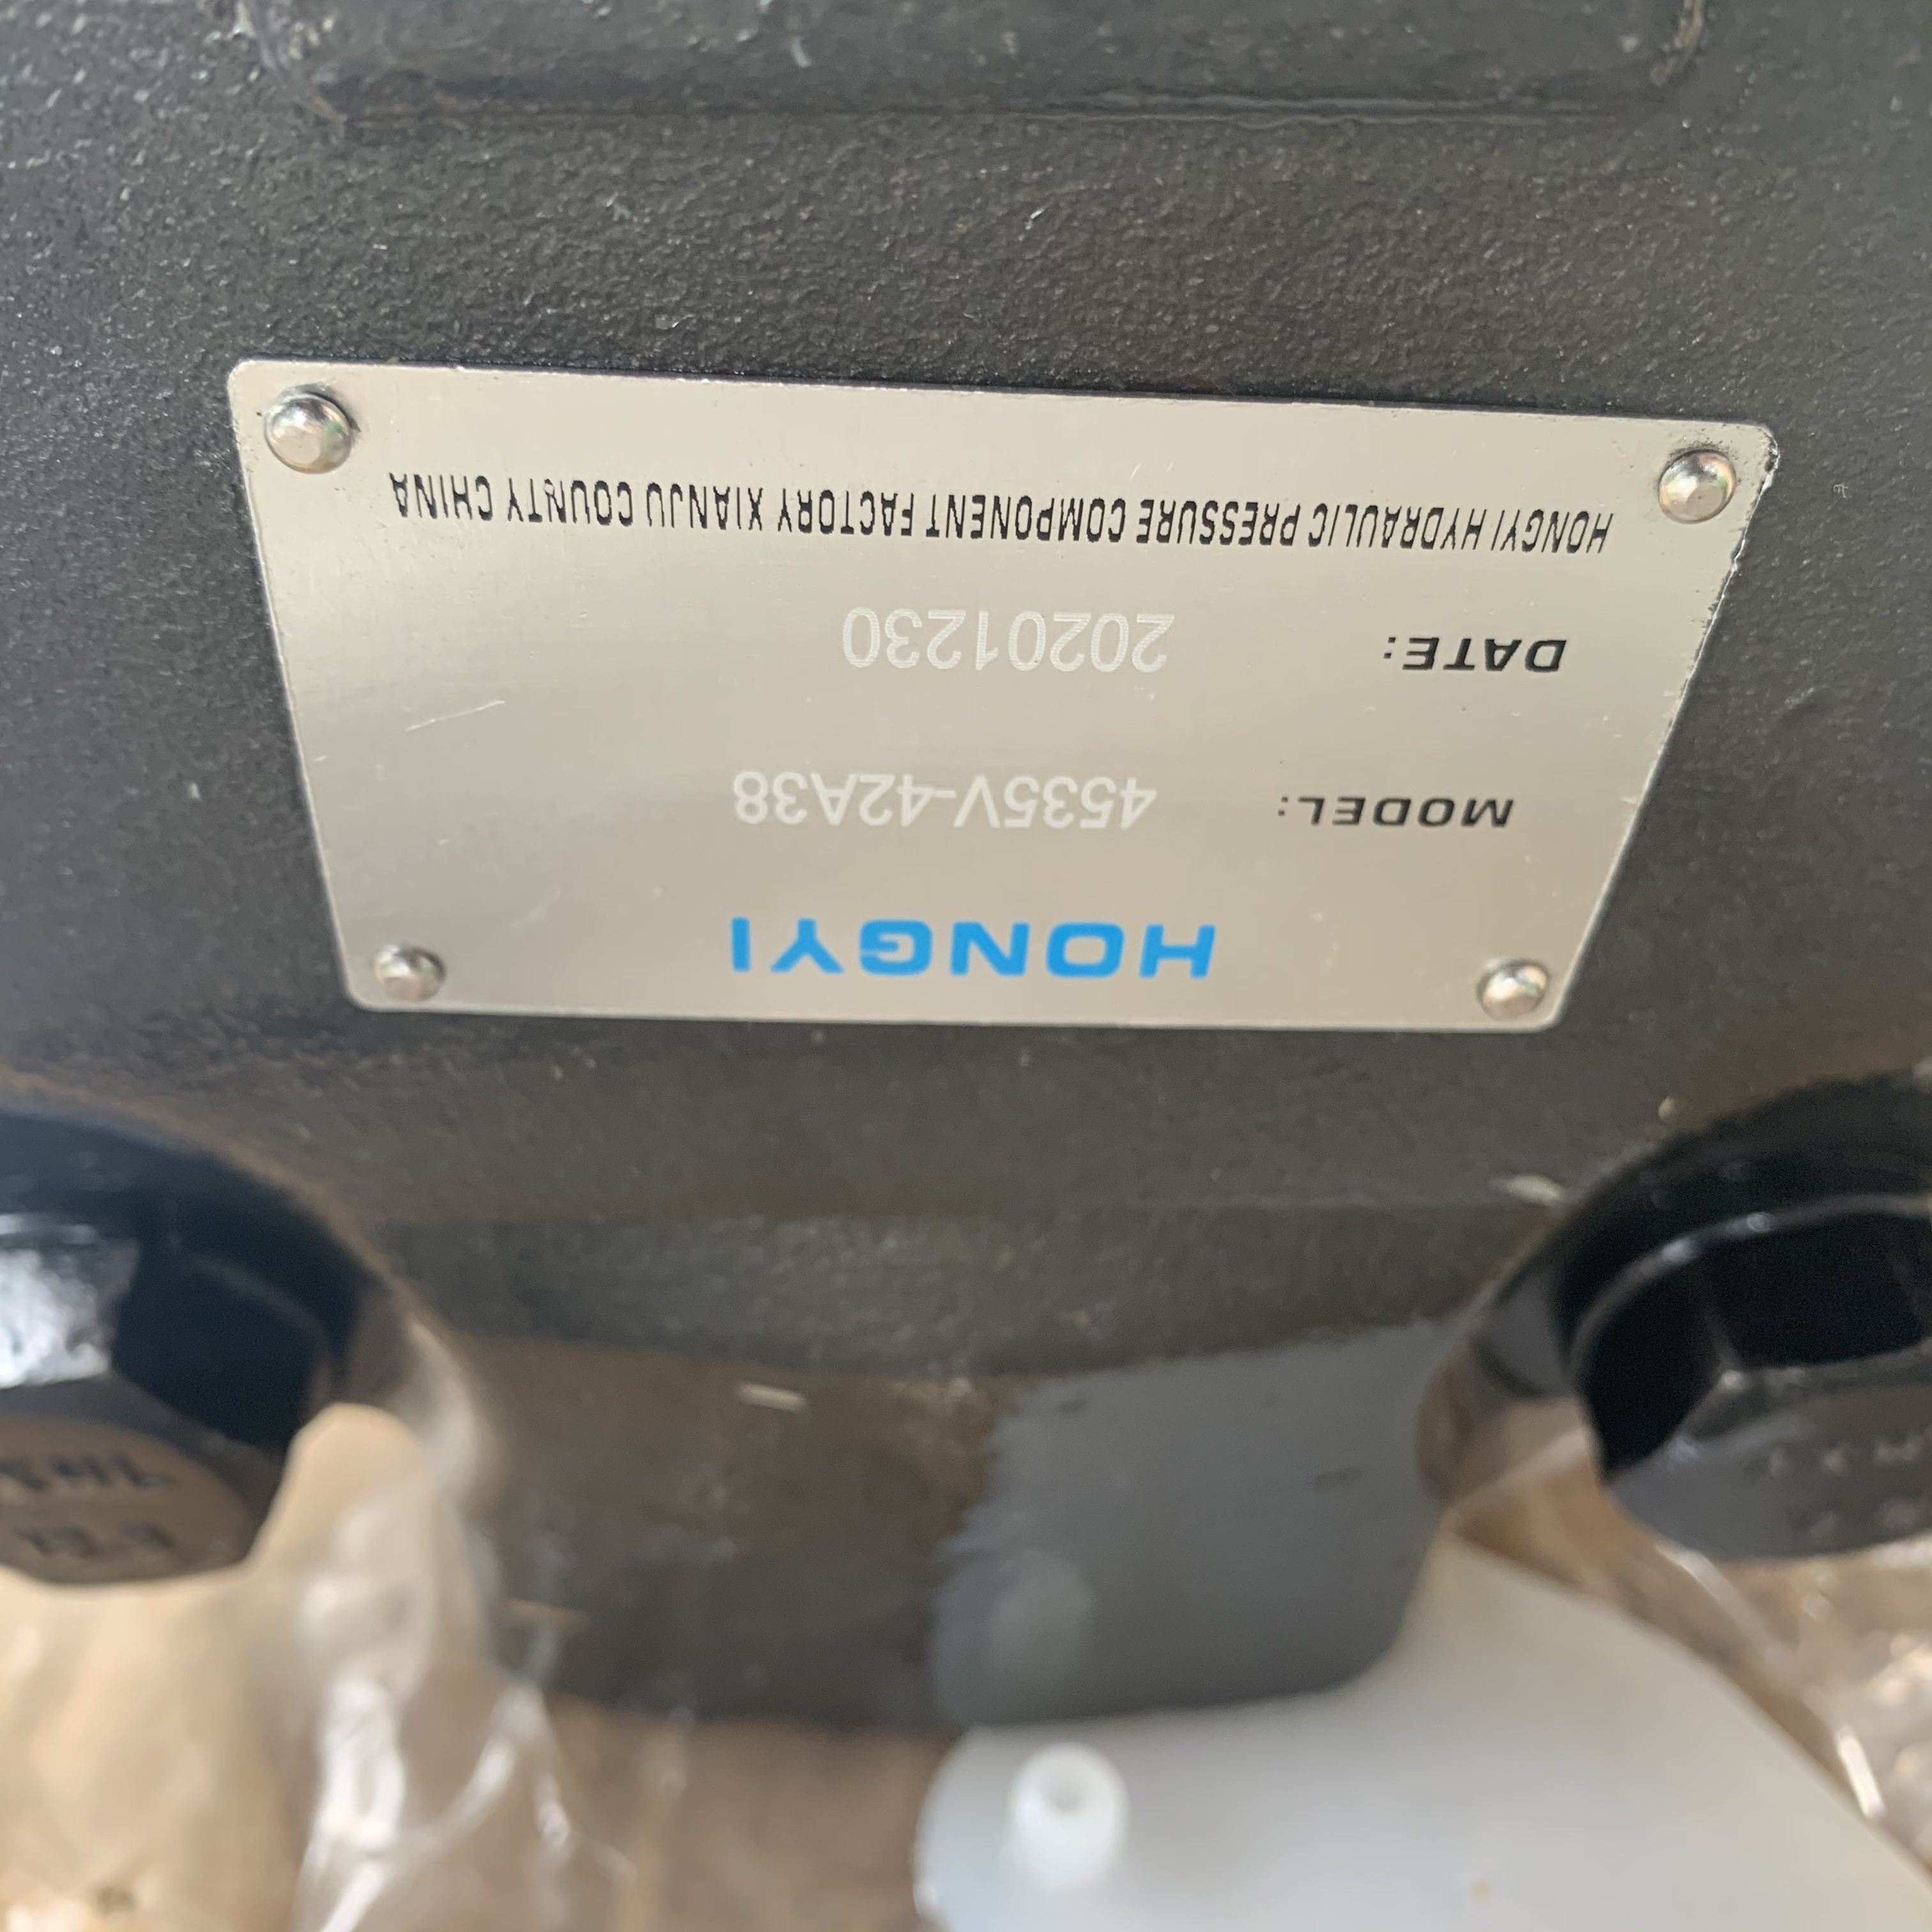 HONGYI
MODEL: 4535V-42A38
DATE: 20201230
HONGYI HYDRAULIC PRESSURE COMPONENT FACTORY XIANJU COUNTY CHINA